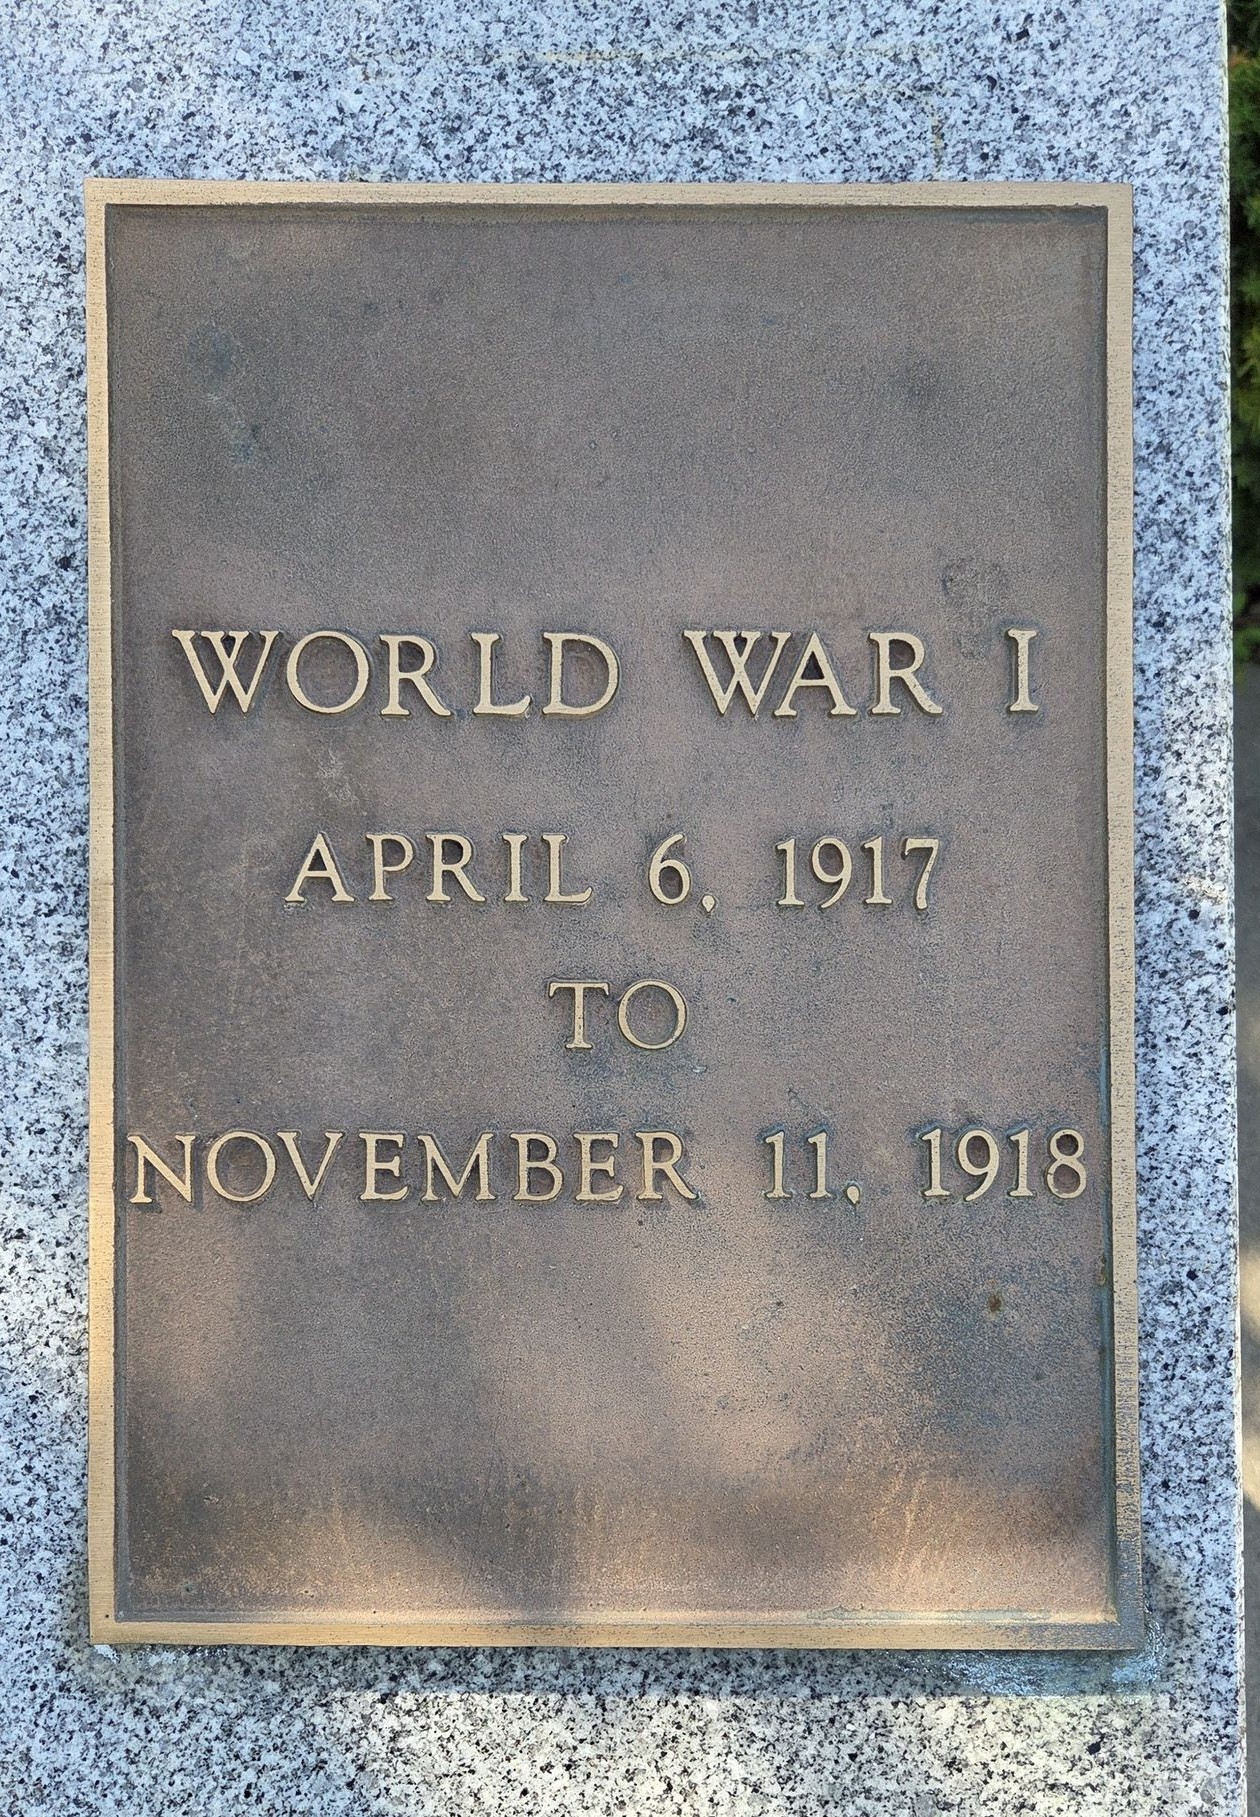 WORLD WAR I
APRIL 6, 1917
TO
NOVEMBER 11, 1918